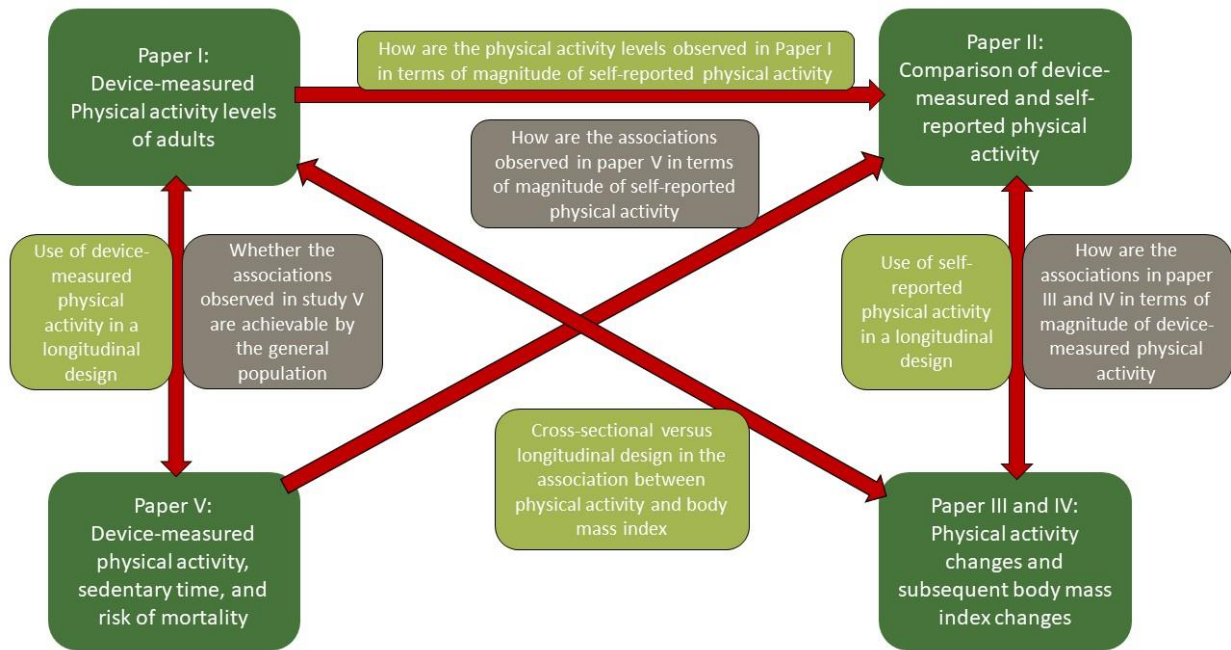 Paper I:
Device-measured
Physical activity levels
of adults
How are the physical activity levels observed in Paper I
in terms of magnitude of self-reported physical activity
Paper II:
Comparison of device-
measured and self-
reported physical
activity
How are the associations
observed in paper V in terms
of magnitude of self-reported
physical activity
Use of device-
measured
physical
activity in a
longitudinal
design
Whether the
associations
observed in study V
are achievable by
the general
population
Use of self-
reported
physical activity
in a longitudinal
design
How are the
associations in paper
III and IV in terms of
magnitude of device-
measured physical
activity
Cross-sectional versus
longitudinal design in the
association between
physical activity and body
mass index
Paper V:
Device-measured
physical activity,
sedentary time, and
risk of mortality
Paper III and IV:
Physical activity
changes and
subsequent body mass
index changes